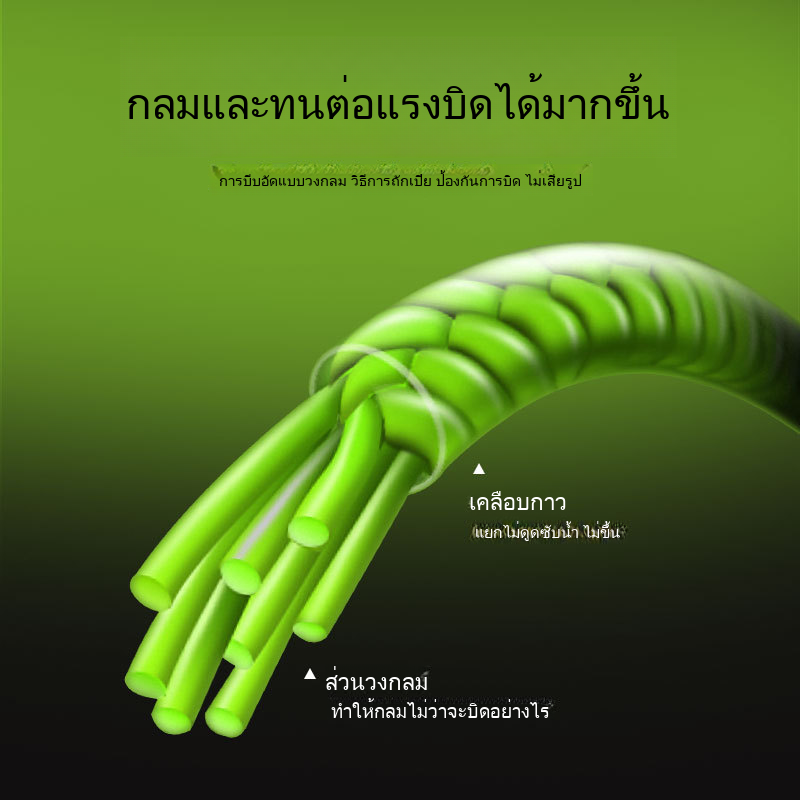 กลมและทนต่อแรงบิดได้มากขึ้น
การบีบอัดแบบวงกลม วิธีการถักเปีย ป้องกันการบิด ไม่เสียรูป
เคลือบกาว
แยกไม่ดูดซับน้ำ ไม่ขึ้น
ส่วนวงกลม
ทำให้กลมไม่ว่าจะบิดอย่างไร